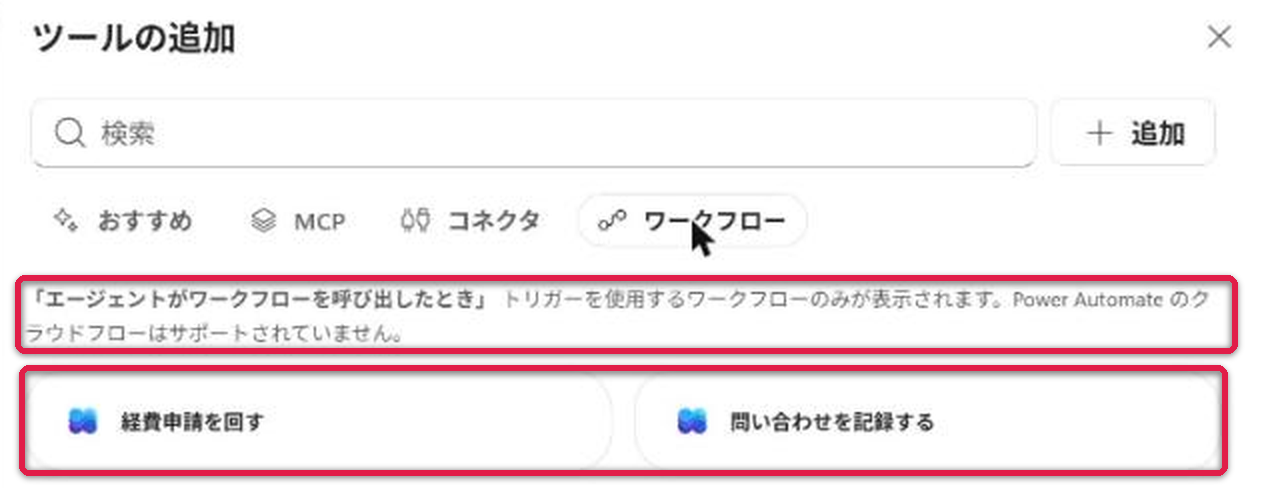 ツールの追加
検索
追加
おすすめ MCP コネクタ ワークフロー
「エージェントがワークフローを呼び出したとき」 トリガーを使用するワークフローのみが表示されます。Power Automate のク
ラウドフローはサポートされていません。
経費申請を回す 問い合わせを記録する